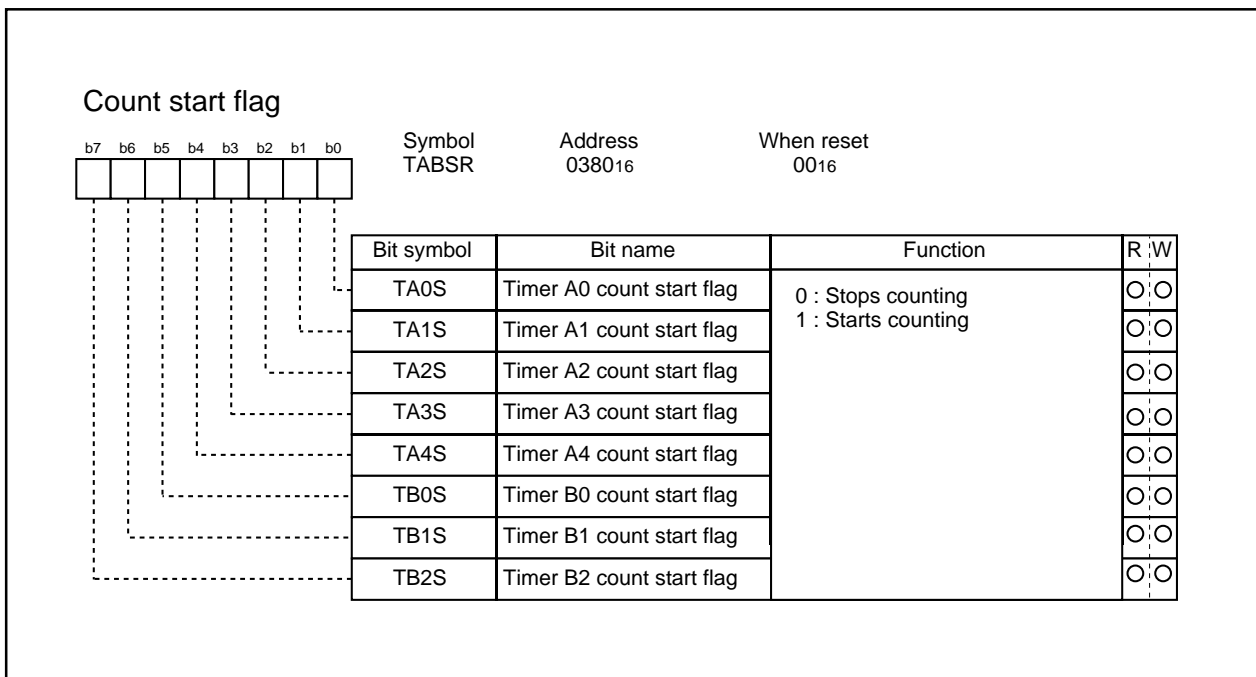 Count start flag
b7 b6 b5 b4 b3 b2 b1 b0
Symbol Address When reset
TABSR 038016 0016
Bit symbol Bit name Function R W
TA0S Timer A0 count start flag 0 : Stops counting
1 : Starts counting
TA1S Timer A1 count start flag
TA2S Timer A2 count start flag
TA3S Timer A3 count start flag
TA4S Timer A4 count start flag
TB0S Timer B0 count start flag
TB1S Timer B1 count start flag
TB2S Timer B2 count start flag